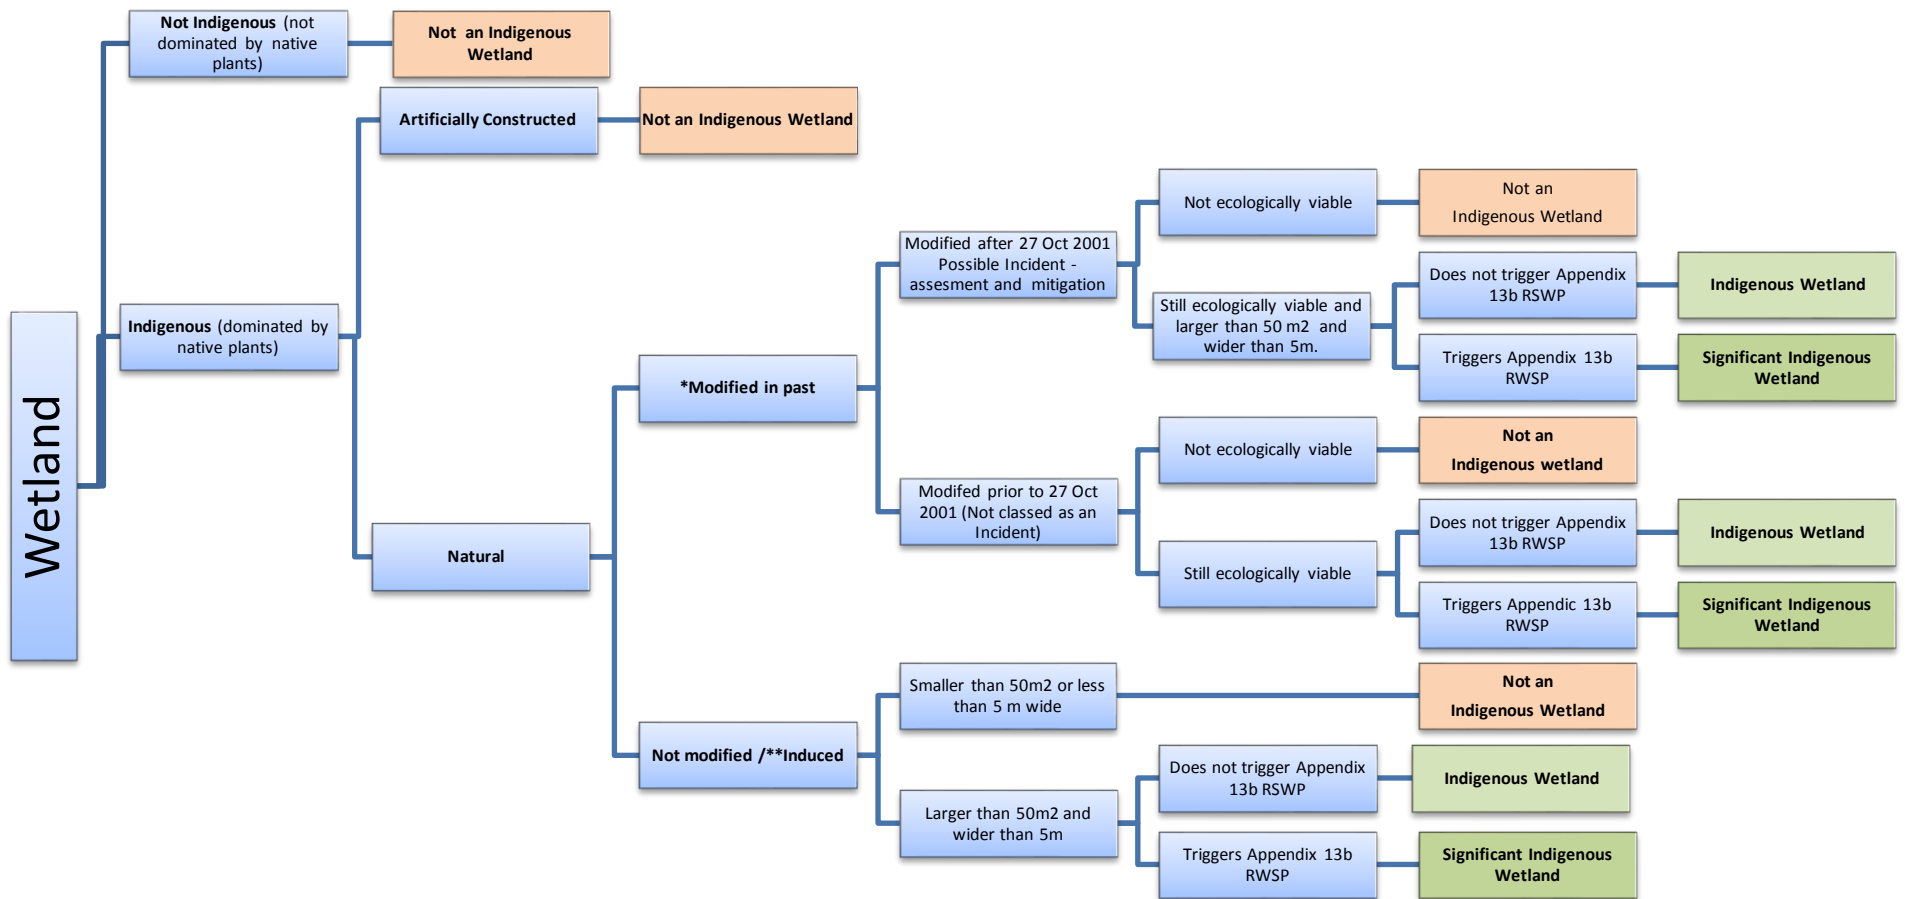 Wetland
Not Indigenous (not
dominated by native
plants)
Not an Indigenous
Wetland
Indigenous (dominated by
native plants)
Artificially Constructed
Not an Indigenous Wetland
Natural
*Modified in past
Modified after 27 Oct 2001
Possible Incident -
assesment and mitigation
Not ecologically viable
Not an
Indigenous Wetland
Still ecologically viable and
larger than 50 m2 and
wider than 5m.
Does not trigger Appendix
13b RSWP
Indigenous Wetland
Triggers Appendix 13b
RWSP
Significant Indigenous
Wetland
Modifed prior to 27 Oct
2001 (Not classed as an
Incident)
Not ecologically viable
Not an
Indigenous wetland
Still ecologically viable
Does not trigger Appendix
13b RWSP
Indigenous Wetland
Triggers Appendic 13b
RWSP
Significant Indigenous
Wetland
Not modified /**Induced
Smaller than 50m2 or less
than 5 m wide
Not an
Indigenous Wetland
Larger than 50m2 and
wider than 5m
Does not trigger Appendix
13b RSWP
Indigenous Wetland
Triggers Appendix 13b
RWSP
Significant Indigenous
Wetland